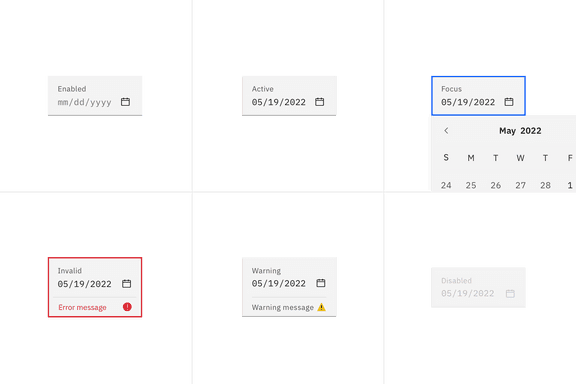 Enabled
mm/dd/yyyy
Active
05/19/2022
Focus
05/19/2022
May 2022
S M T W T F
24 25 26 27 28 1
Invalid
05/19/2022
Error message
Warning
05/19/2022
Warning message
Disabled
05/19/2022